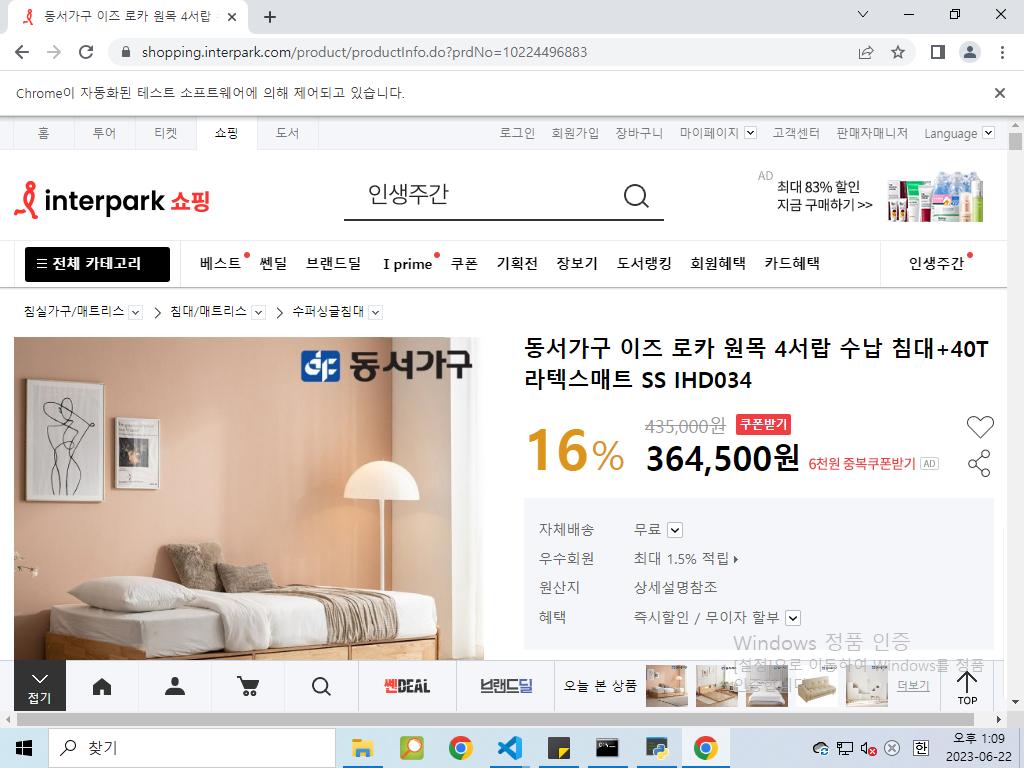 동서가구 이즈 로카 원목 4서랍
shopping.interpark.com/product/productInfo.do?prdNo=10224496883
Chrome이 자동화된 테스트 소프트웨어에 의해 제어되고 있습니다.
홈 투어 티켓 쇼핑 도서 로그인 회원가입 장바구니 마이페이지 고객센터 판매자매니저 Language
interpark 쇼핑
인생주간
AD 최대 83% 할인
지금 구매하기 >>
전체 카테고리 베스트 쎈딜 브랜드딜 I prime 쿠폰 기획전 장보기 도서랭킹 회원혜택 카드혜택 인생주간
침실가구/매트리스 침대/매트리스 수퍼싱글침대
동서가구
동서가구 이즈 로카 원목 4서랍 수납 침대+40T
라텍스매트 SS IHD034
16% 435,000원 쿠폰받기
364,500원 6천원 중복쿠폰받기 AD
자체배송 무료
우수회원 최대 1.5% 적립
원산지 상세설명참조
혜택 즉시할인 / 무이자 할부
Windows 정품 인증
[설정]으로 이동하여 Windows를 정품
접기 쎈DEAL 브랜드딜 오늘 본 상품 더보기 TOP
찾기
한
오후 1:09
2023-06-22